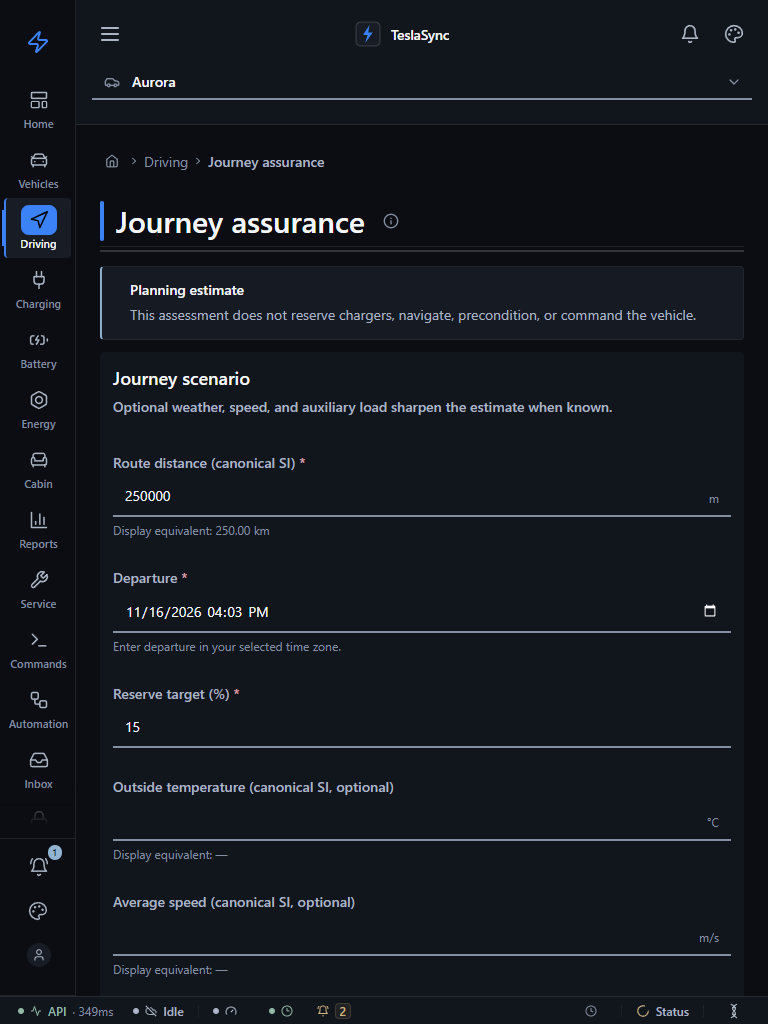 TeslaSync
Aurora
Home
Vehicles
Driving
Charging
Battery
Energy
Cabin
Reports
Service
Commands
Automation
Inbox
1
Driving
Journey assurance
Journey assurance
Planning estimate
This assessment does not reserve chargers, navigate, precondition, or command the vehicle.
Journey scenario
Optional weather, speed, and auxiliary load sharpen the estimate when known.
Route distance (canonical SI) *
250000 m
Display equivalent: 250.00 km
Departure *
11/16/2026 04:03 PM
Enter departure in your selected time zone.
Reserve target (%) *
15
Outside temperature (canonical SI, optional)
°C
Display equivalent: —
Average speed (canonical SI, optional)
m/s
Display equivalent: —
API · 349ms Idle 2 Status